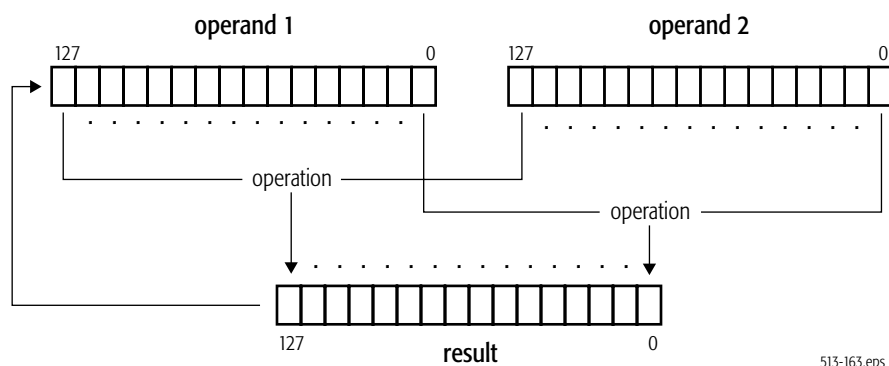 operand 1
operand 2
127
0
127
0
. . . . . . . . . . . . . .
. . . . . . . . . . . . . .
operation
operation
. . . . . . . . . . . . . .
127
0
result
513-163.eps